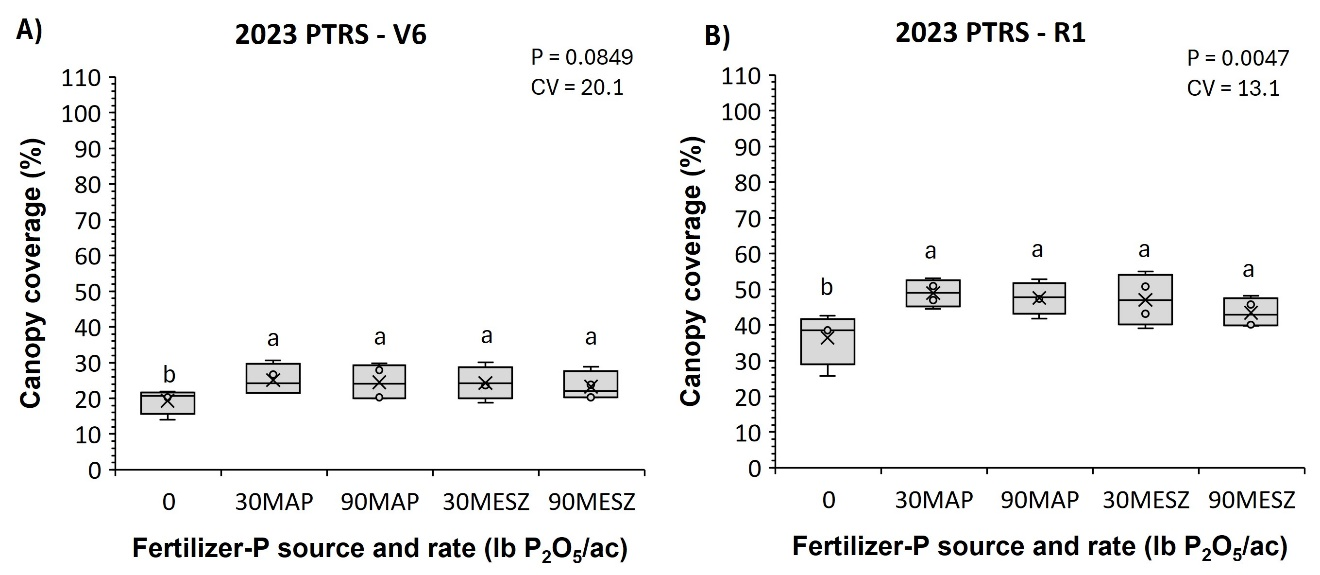 A)
2023 PTRS - V6
P = 0.0849
CV = 20.1
Canopy coverage (%)
110
100
90
80
70
60
50
40
30
20
10
0
b
a
a
a
a
0 30MAP 90MAP 30MESZ 90MESZ
Fertilizer-P source and rate (lb P₂O₅/ac)
B)
2023 PTRS - R1
P = 0.0047
CV = 13.1
Canopy coverage (%)
110
100
90
80
70
60
50
40
30
20
10
0
b
a
a
a
a
0 30MAP 90MAP 30MESZ 90MESZ
Fertilizer-P source and rate (lb P₂O₅/ac)